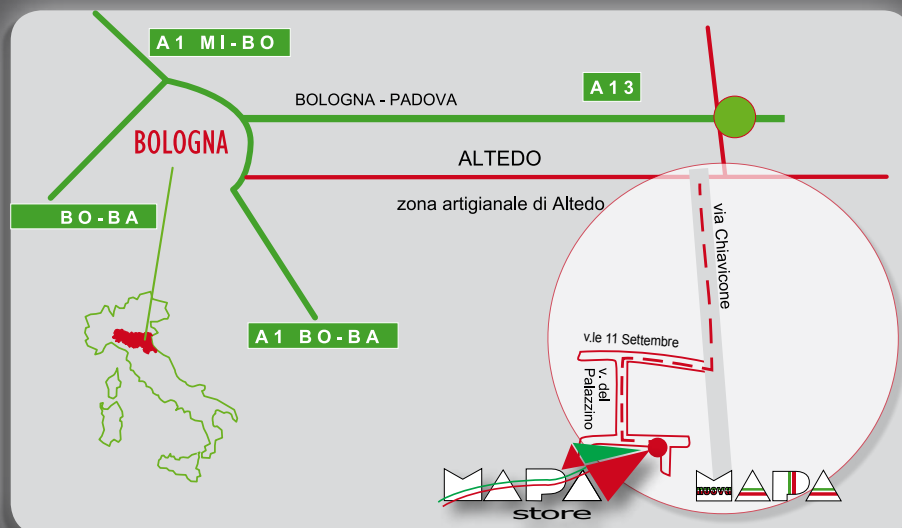 A1 MI-BO
A13
BOLOGNA - PADOVA
BOLOGNA
ALTEDO
zona artigianale di Altedo
BO-BA
via Chiavicone
A1 BO-BA
v.le 11 Settembre
v. del
Palazzino
MAPA
store
nuova MAPA